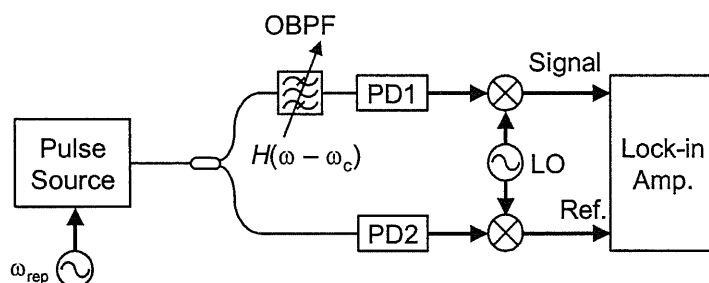 OBPF
Signal
PD1
Pulse
Source
H(ω − ω_c)
LO
Lock-in
Amp.
Ref.
PD2
ω_rep